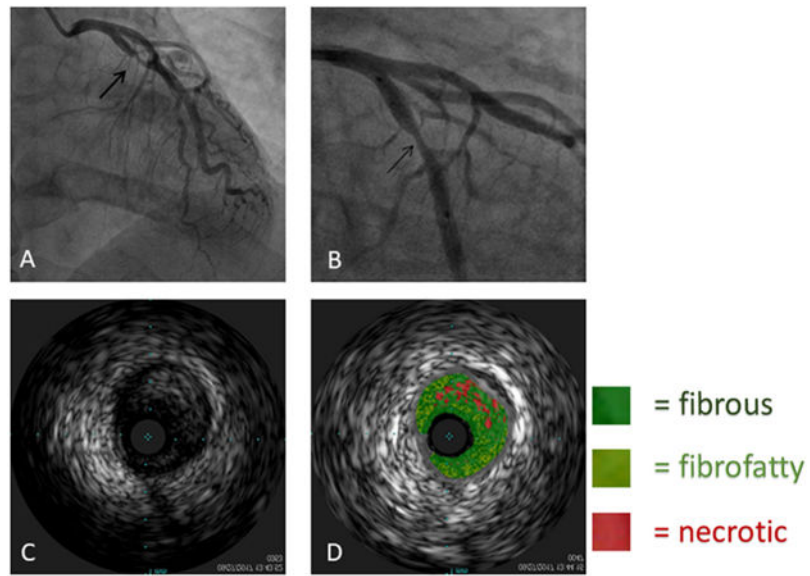 A
B
C
D
= fibrous
= fibrofatty
= necrotic